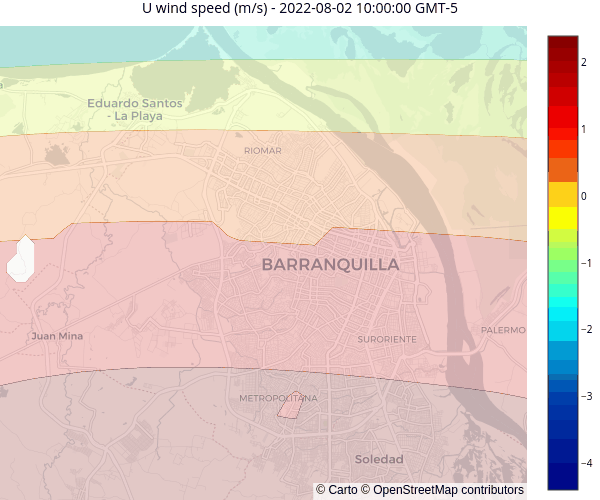 U wind speed (m/s) - 2022-08-02 10:00:00 GMT-5
Eduardo Santos
- La Playa
RIOMAR
BARRANQUILLA
Juan Mina
SURORIENTE
PALERMO
METROPOLITANA
Soledad
2
1
0
−1
−2
−3
−4
© Carto © OpenStreetMap contributors